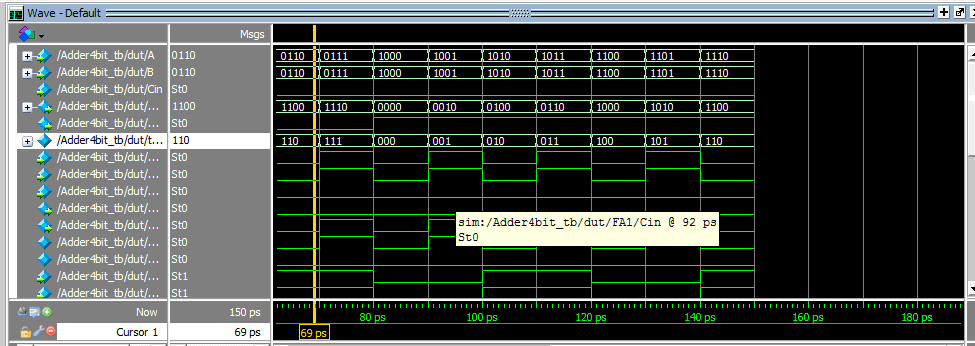 Wave - Default
Msgs
/Adder4bit_tb/dut/A 0110 0110 0111 1000 1001 1010 1011 1100 1101 1110
/Adder4bit_tb/dut/B 0110 0110 0111 1000 1001 1010 1011 1100 1101 1110
/Adder4bit_tb/dut/Cin St0
/Adder4bit_tb/dut/... 1100 1100 1110 0000 0010 0100 0110 1000 1010 1100
/Adder4bit_tb/dut/... St0
/Adder4bit_tb/dut/t... 110 110 111 000 001 010 011 100 101 110
/Adder4bit_tb/dut/... St0
/Adder4bit_tb/dut/... St0
/Adder4bit_tb/dut/... St0
/Adder4bit_tb/dut/... St0
/Adder4bit_tb/dut/... St0
/Adder4bit_tb/dut/... St0
/Adder4bit_tb/dut/... St0
/Adder4bit_tb/dut/... St1
/Adder4bit_tb/dut/... St1
sim:/Adder4bit_tb/dut/FA1/Cin @ 92 ps
St0
Now 150 ps 80 ps 100 ps 120 ps 140 ps 160 ps 180 ps
Cursor 1 69 ps 69 ps